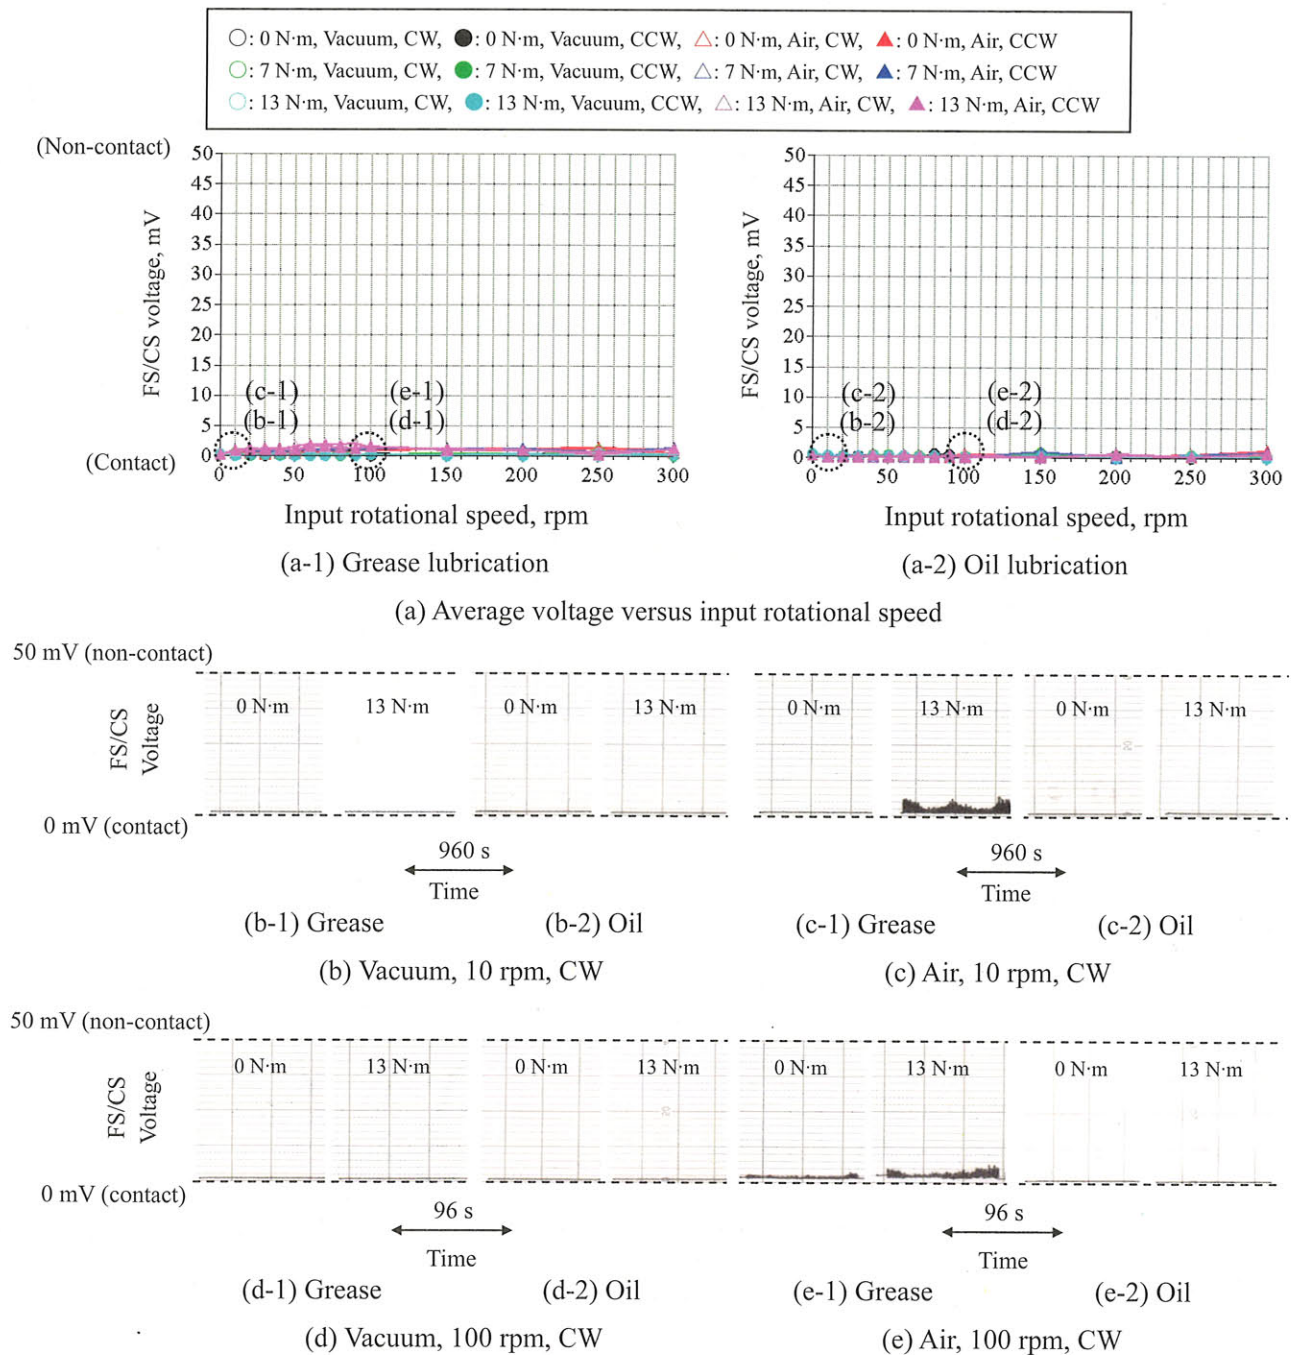 ○: 0 N·m, Vacuum, CW, ●: 0 N·m, Vacuum, CCW, △: 0 N·m, Air, CW, ▲: 0 N·m, Air, CCW
○: 7 N·m, Vacuum, CW, ●: 7 N·m, Vacuum, CCW, △: 7 N·m, Air, CW, ▲: 7 N·m, Air, CCW
○: 13 N·m, Vacuum, CW, ●: 13 N·m, Vacuum, CCW, △: 13 N·m, Air, CW, ▲: 13 N·m, Air, CCW
(Non-contact)
FS/CS voltage, mV
50
45
40
35
30
25
20
15
10
5
0
(c-1)
(b-1)
(e-1)
(d-1)
(Contact)
0 50 100 150 200 250 300
Input rotational speed, rpm
(a-1) Grease lubrication
FS/CS voltage, mV
50
45
40
35
30
25
20
15
10
5
0
(c-2)
(b-2)
(e-2)
(d-2)
0 50 100 150 200 250 300
Input rotational speed, rpm
(a-2) Oil lubrication
(a) Average voltage versus input rotational speed
50 mV (non-contact)
FS/CS
Voltage
0 N·m 13 N·m 0 N·m 13 N·m 0 N·m 13 N·m 0 N·m 13 N·m
0 mV (contact)
960 s 960 s
Time Time
(b-1) Grease (b-2) Oil (c-1) Grease (c-2) Oil
(b) Vacuum, 10 rpm, CW (c) Air, 10 rpm, CW
50 mV (non-contact)
FS/CS
Voltage
0 N·m 13 N·m 0 N·m 13 N·m 0 N·m 13 N·m 0 N·m 13 N·m
0 mV (contact)
96 s 96 s
Time Time
(d-1) Grease (d-2) Oil (e-1) Grease (e-2) Oil
(d) Vacuum, 100 rpm, CW (e) Air, 100 rpm, CW